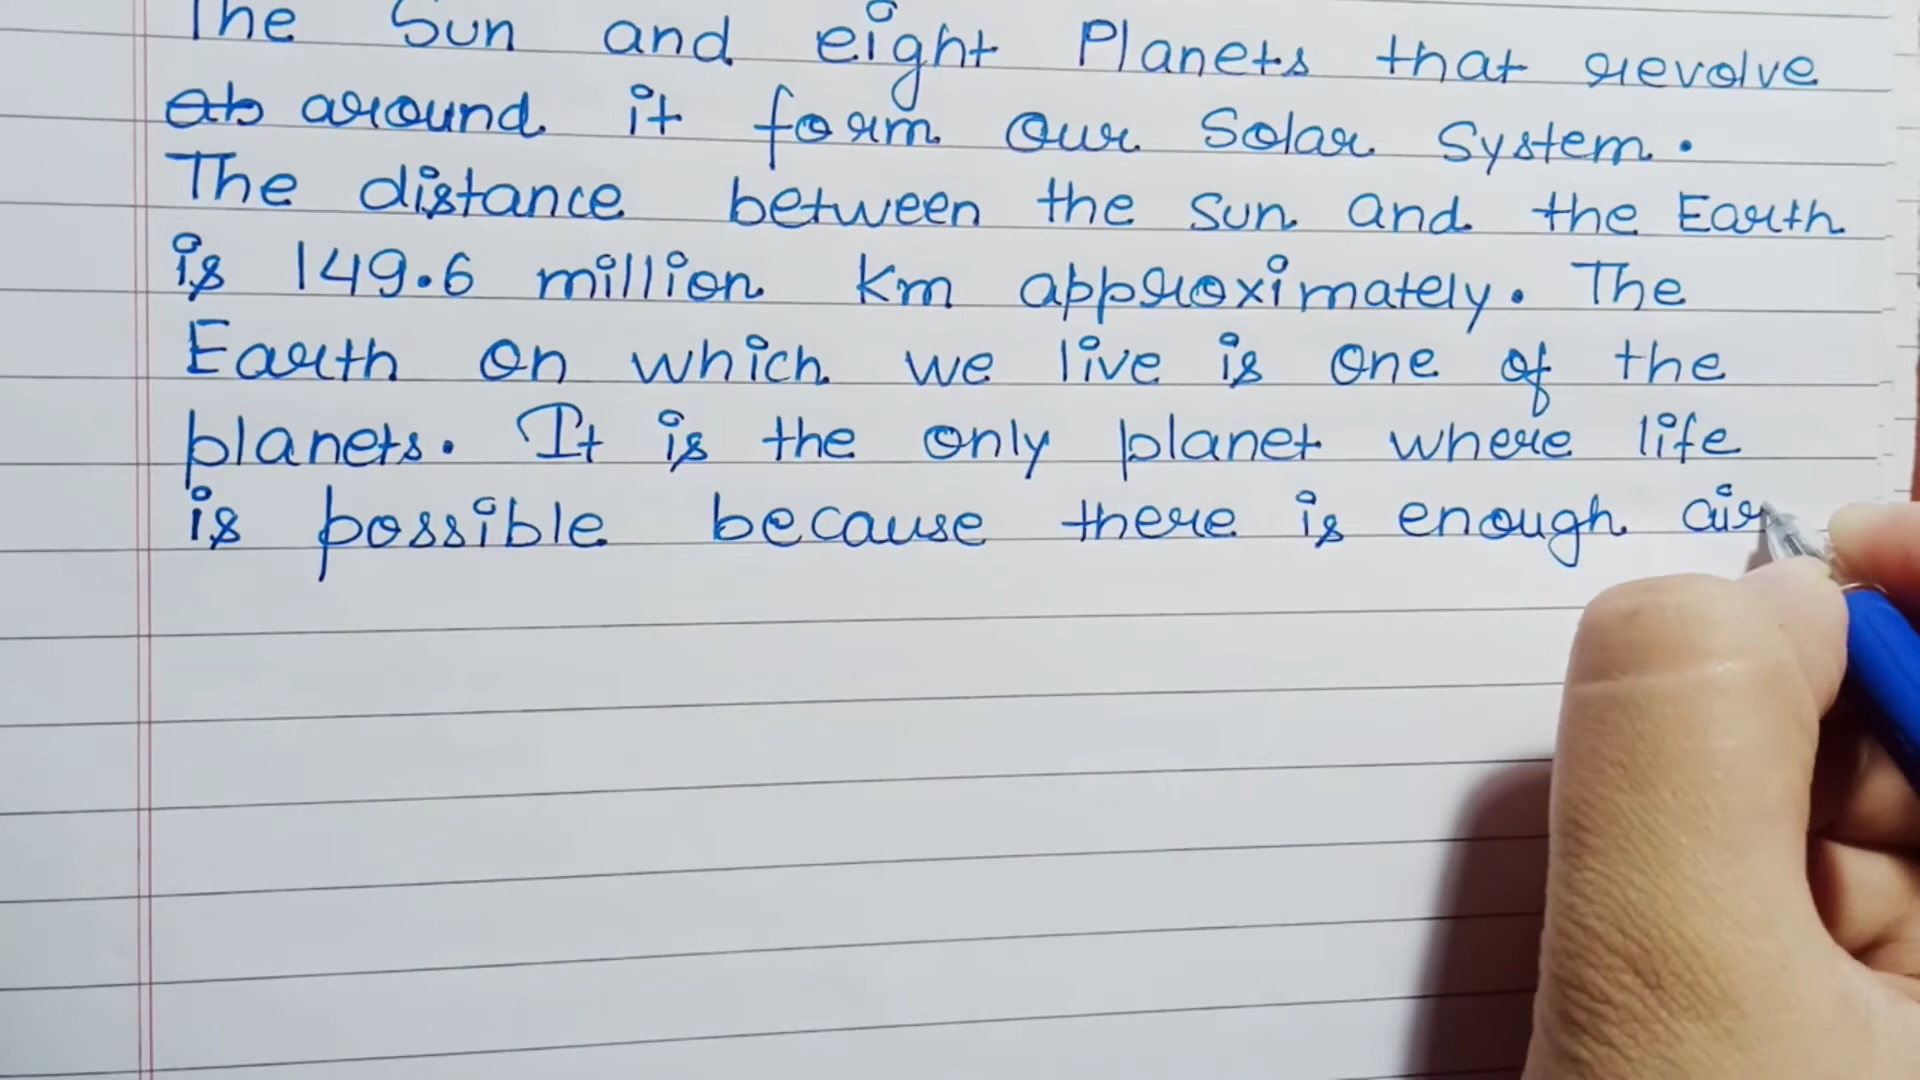 The Sun and eight Planets that revolve
around it form our Solar System.
The distance between the Sun and the Earth
is 149.6 million km approximately. The
Earth on which we live is one of the
planets. It is the only planet where life
is possible because there is enough air